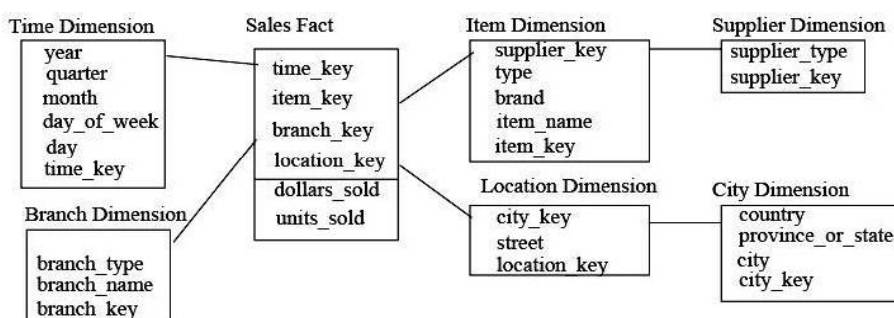 Time Dimension
year
quarter
month
day_of_week
day
time_key
Branch Dimension
branch_type
branch_name
branch_key
Sales Fact
time_key
item_key
branch_key
location_key
dollars_sold
units_sold
Item Dimension
supplier_key
type
brand
item_name
item_key
Location Dimension
city_key
street
location_key
Supplier Dimension
supplier_type
supplier_key
City Dimension
country
province_or_state
city
city_key